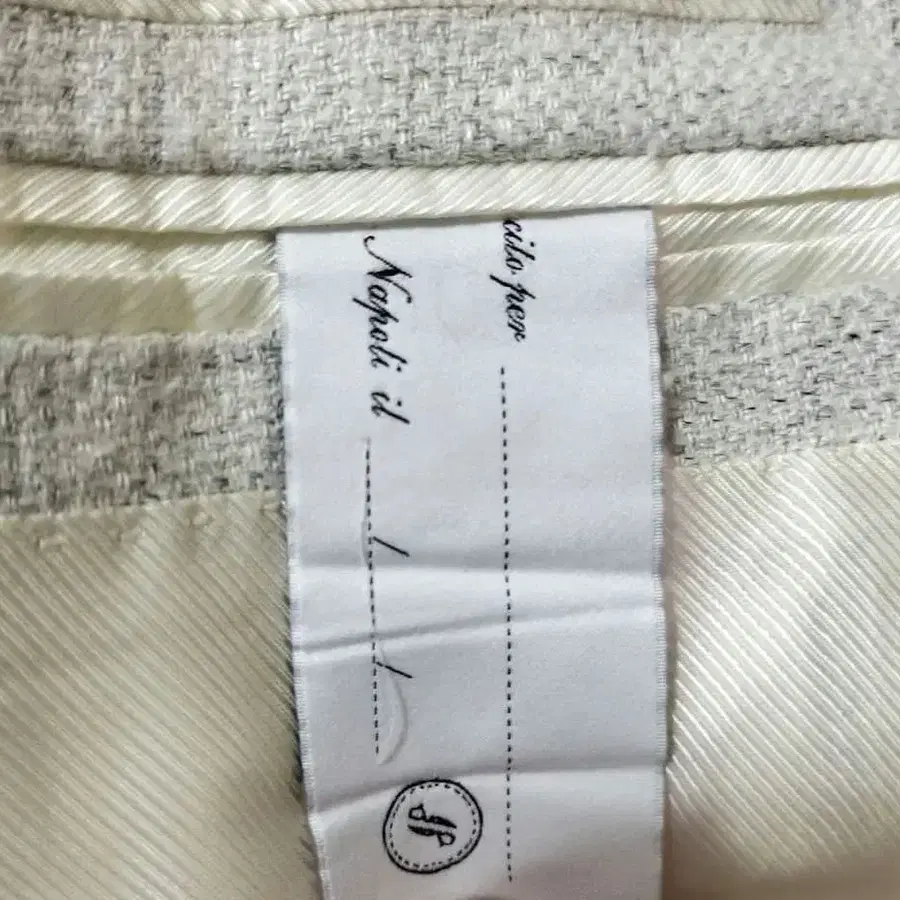 cito per
Napoli il / /